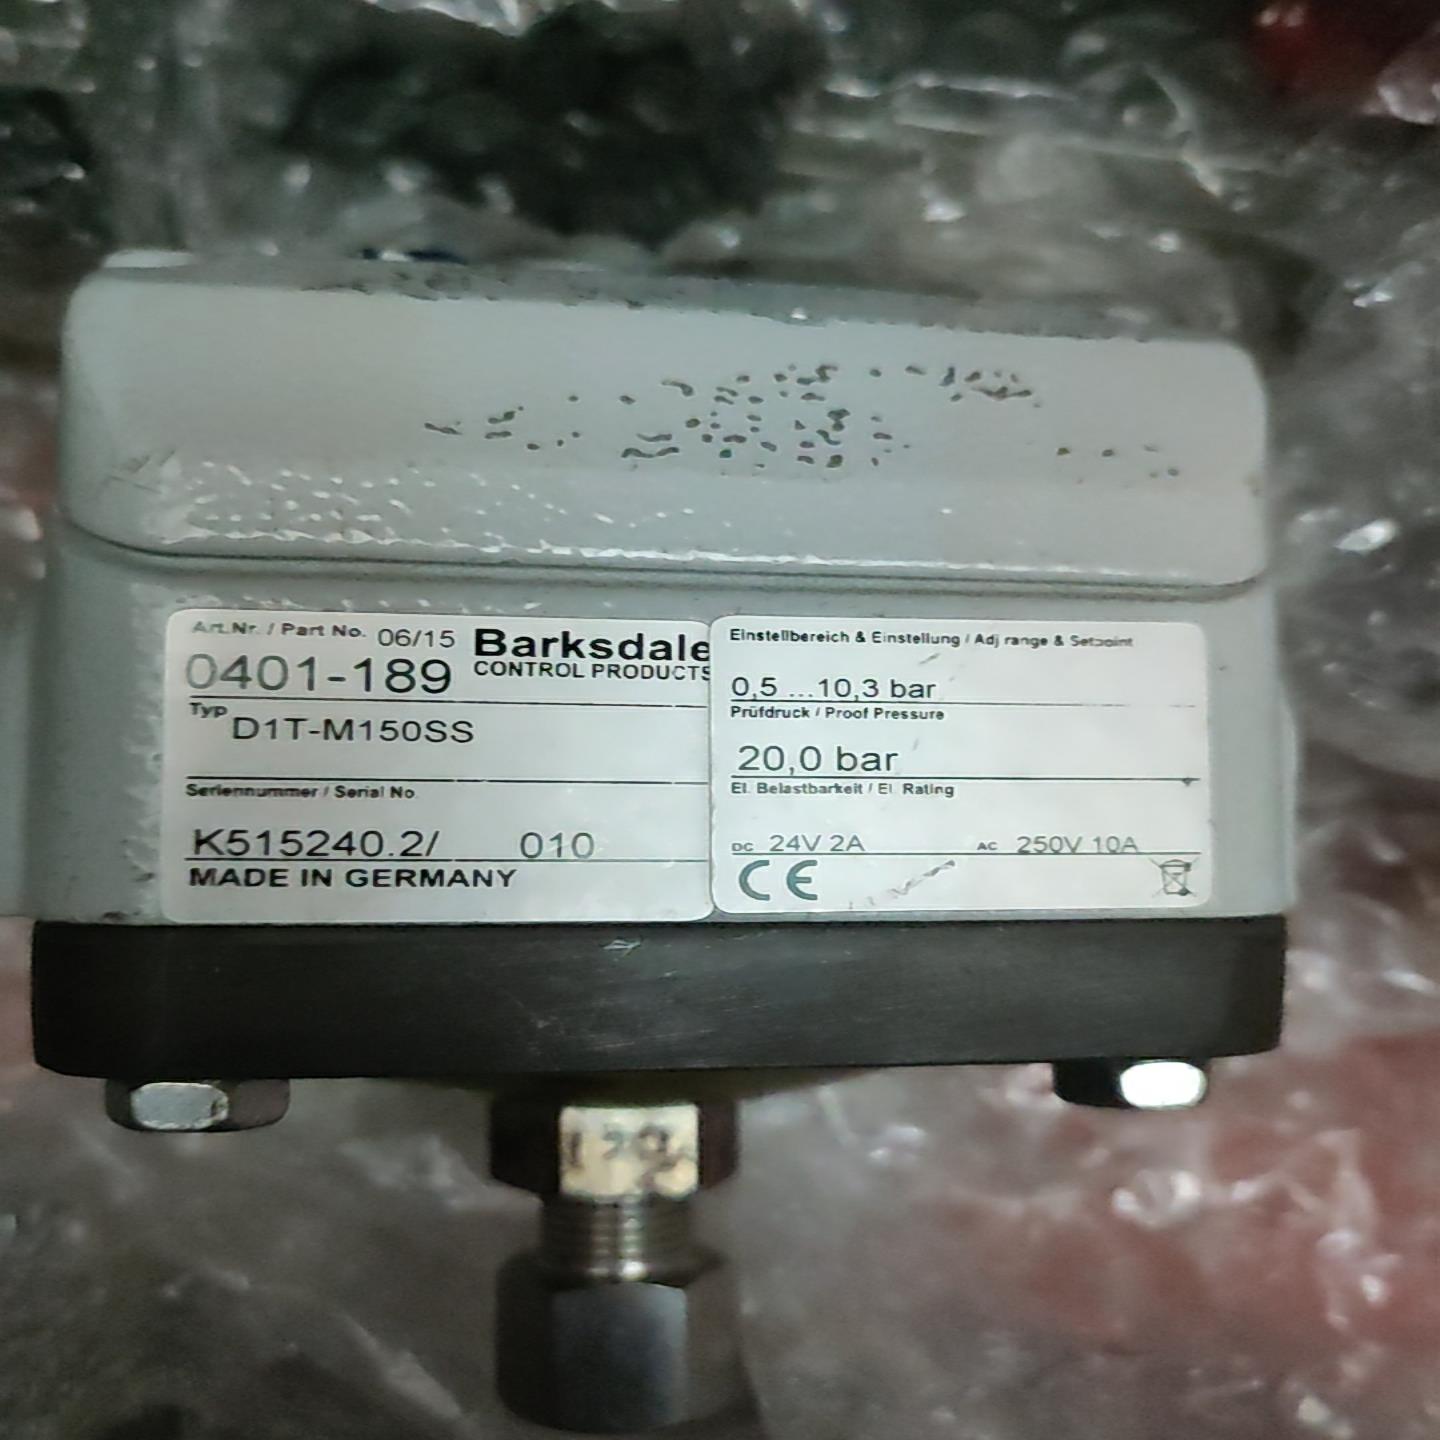 Art.Nr. / Part No. 06/15
0401-189
Barksdale
CONTROL PRODUCTS
Typ D1T-M150SS
Seriennummer / Serial No
K515240.2/ 010
MADE IN GERMANY
Einstellbereich & Einstellung / Adj range & Setpoint
0,5 ...10,3 bar
Prüfdruck / Proof Pressure
20,0 bar
El. Belastbarkeit / El. Rating
DC 24V 2A AC 250V 10A
CE